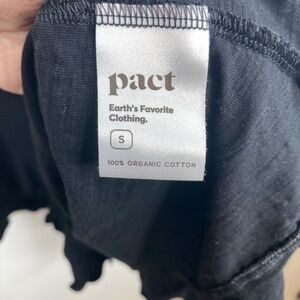 pact
Earth's Favorite
Clothing.
S
100% ORGANIC COTTON